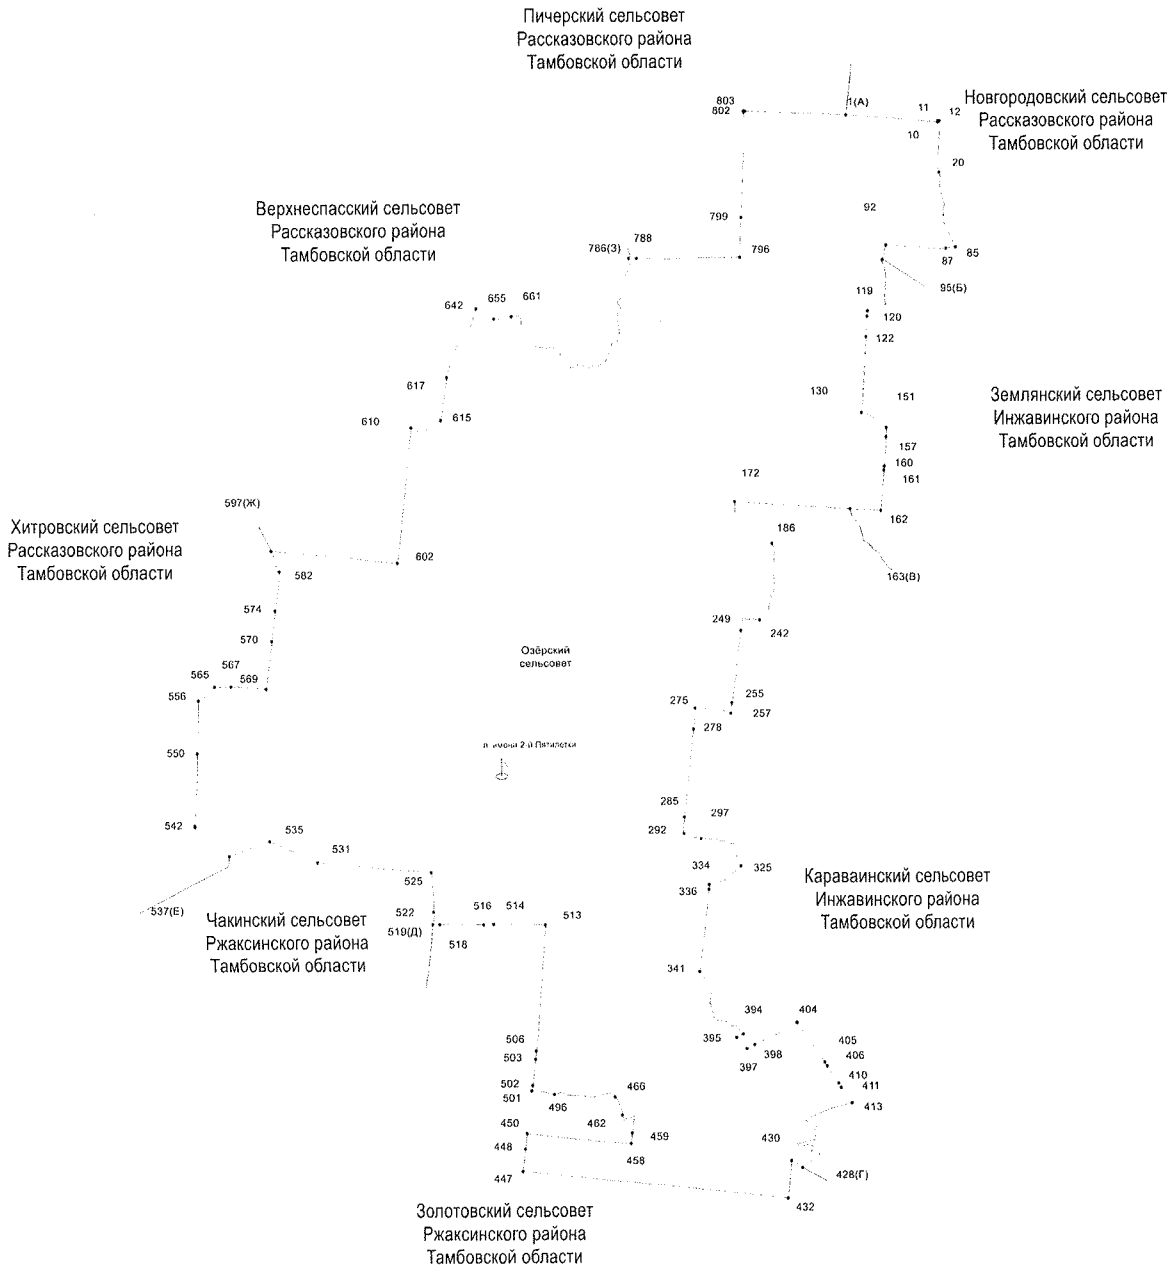 Пичерский сельсовет
Рассказовского района
Тамбовской области
803
802
1(А)
11
12
10
Новгородовский сельсовет
Рассказовского района
Тамбовской области
20
92
799
Верхнеспасский сельсовет
Рассказовского района
Тамбовской области
788
786(З)
796
87
85
95(Б)
119
120
122
642
655
661
617
615
610
130
151
157
160
161
162
Землянский сельсовет
Инжавинского района
Тамбовской области
172
186
163(В)
597(Ж)
Хитровский сельсовет
Рассказовского района
Тамбовской области
602
582
574
570
249
242
Озёрский
сельсовет
565
567
569
556
275
255
257
278
550
п. имени 2-й Пятилетки
542
285
292
297
535
531
525
334
325
336
Караваинский сельсовет
Инжавинского района
Тамбовской области
537(Е)
Чакинский сельсовет
Ржаксинского района
Тамбовской области
522
519(Д)
518
516
514
513
341
394
404
395
397
398
405
406
410
411
413
506
503
502
501
496
466
462
459
450
448
458
447
430
428(Г)
432
Золотовский сельсовет
Ржаксинского района
Тамбовской области